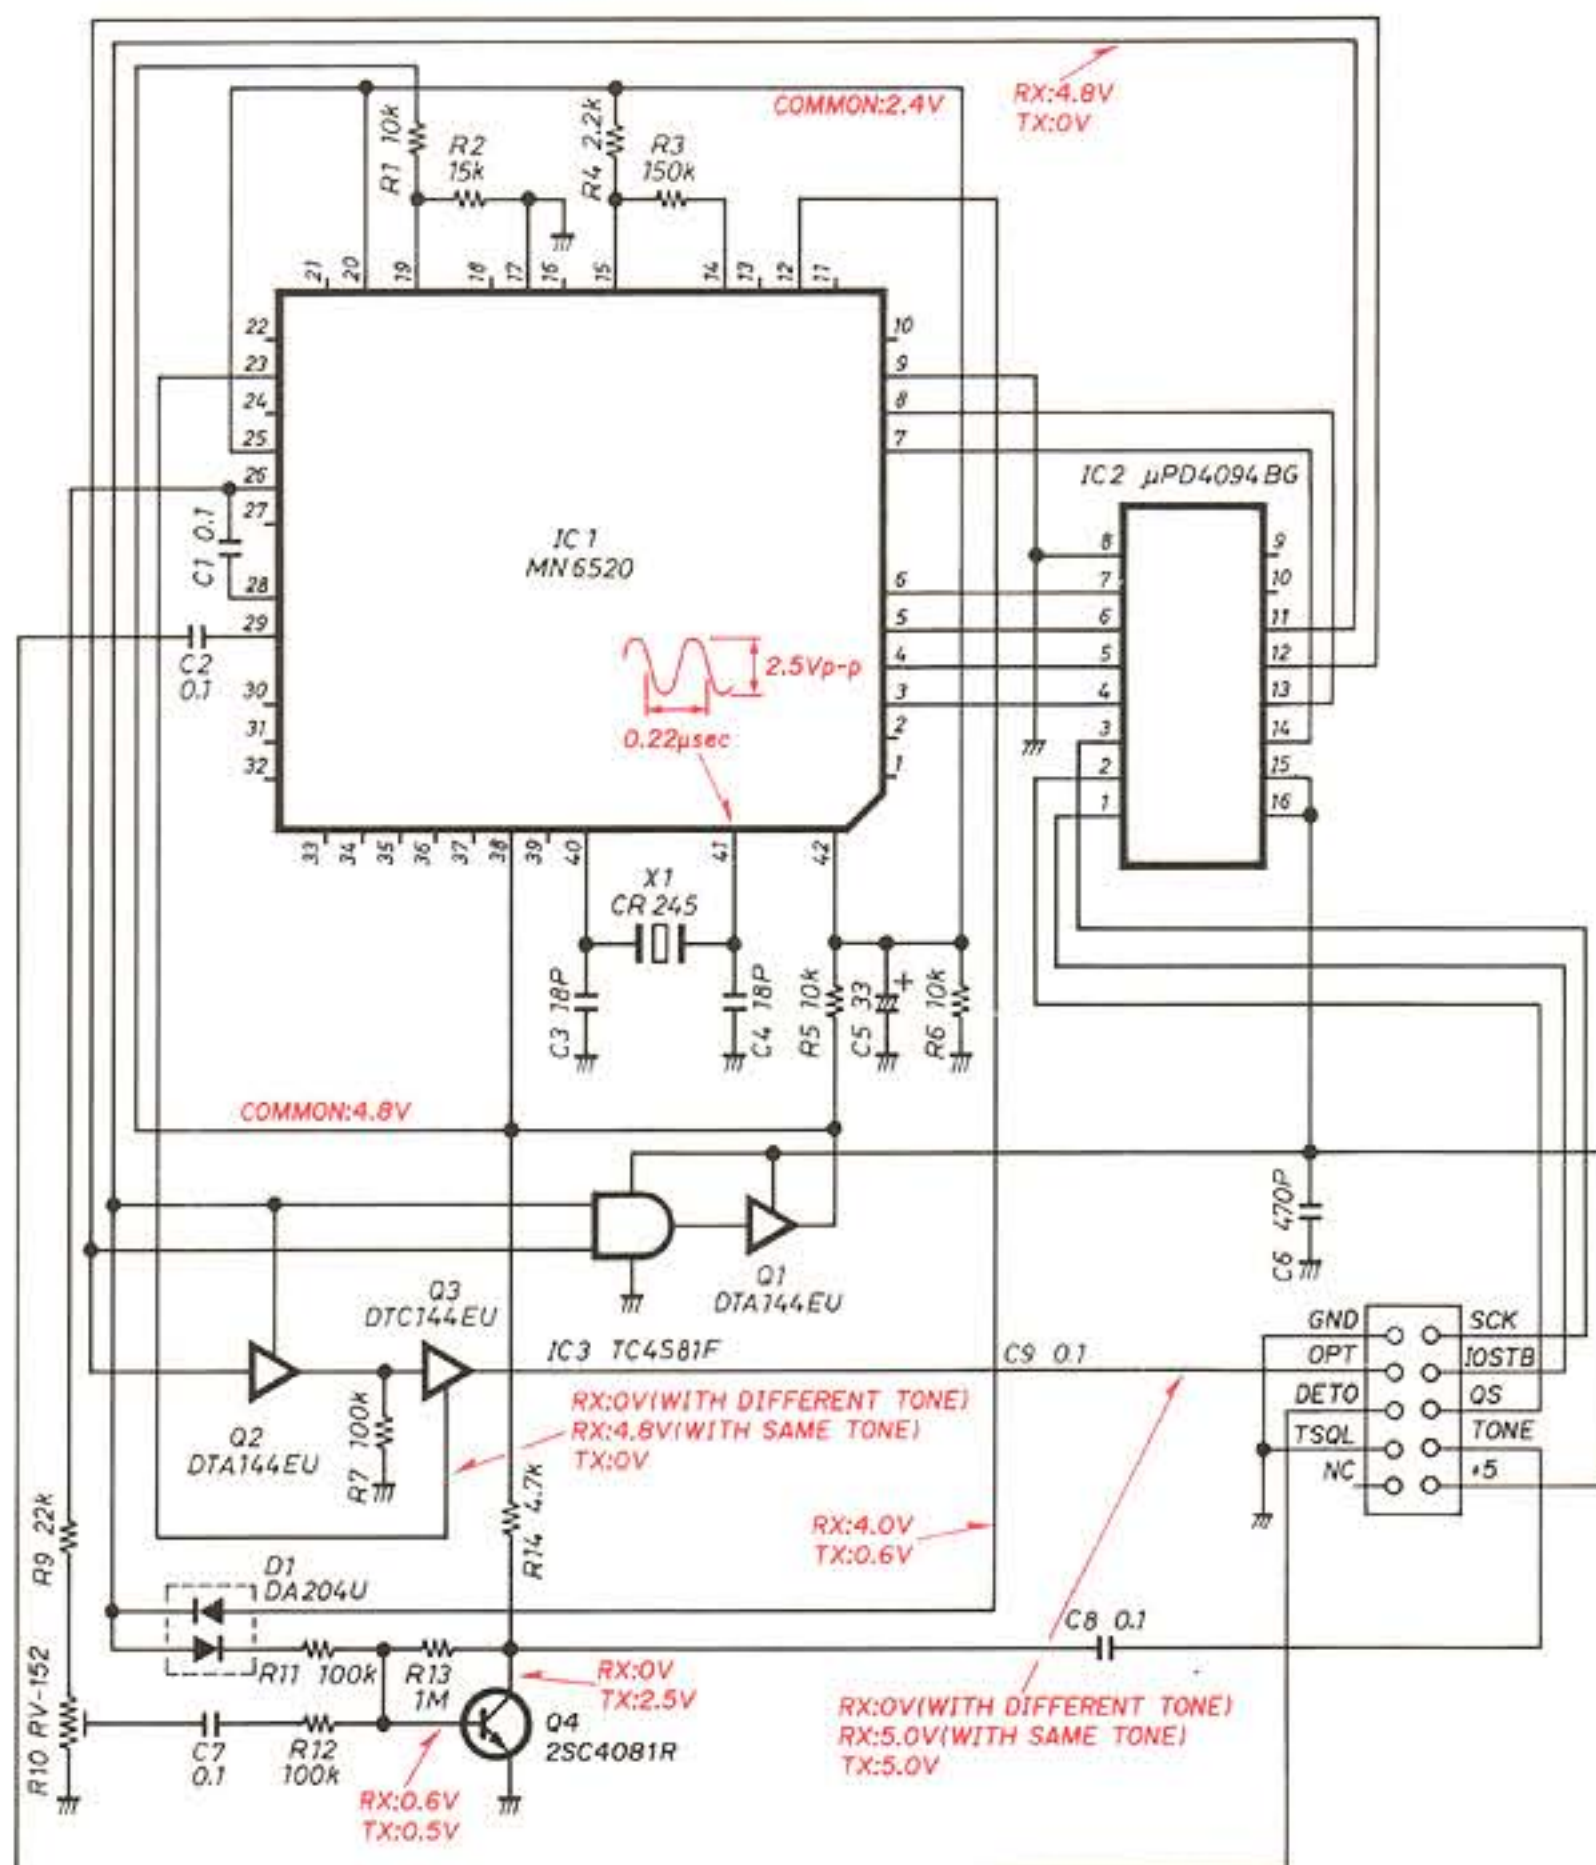 COMMON:2.4V
RX:4.8V
TX:0V
R1 10k
R2
15k
R4 2.2k
R3
150k
21
20
19
18
17
16
15
14
13
12
11
22
23
24
25
26
27
28
29
30
31
32
10
9
8
7
6
5
4
3
2
1
C1 0.1
C2
0.1
IC1
MN6520
2.5Vp-p
0.22μsec
IC2 μPD4094BG
8
7
6
5
4
3
2
1
9
10
11
12
13
14
15
16
33
34
35
36
37
38
39
40
41
42
X1
CR245
C3 18P
C4 18P
R5 10k
C5 33
+
R6 10k
COMMON:4.8V
C6 470P
Q1
DTA144EU
Q3
DTC144EU
IC3 TC4S81F
C9 0.1
Q2
DTA144EU
R7 100k
RX:0V(WITH DIFFERENT TONE)
RX:4.8V(WITH SAME TONE)
TX:0V
GND
OPT
DETO
TSQL
NC
SCK
IOSTB
QS
TONE
+5
R14 4.7k
RX:4.0V
TX:0.6V
R9 22k
D1
DA204U
C8 0.1
R11 100k
R13
1M
RX:0V
TX:2.5V
R10 RV-152
C7
0.1
R12
100k
Q4
2SC4081R
RX:0V(WITH DIFFERENT TONE)
RX:5.0V(WITH SAME TONE)
TX:5.0V
RX:0.6V
TX:0.5V